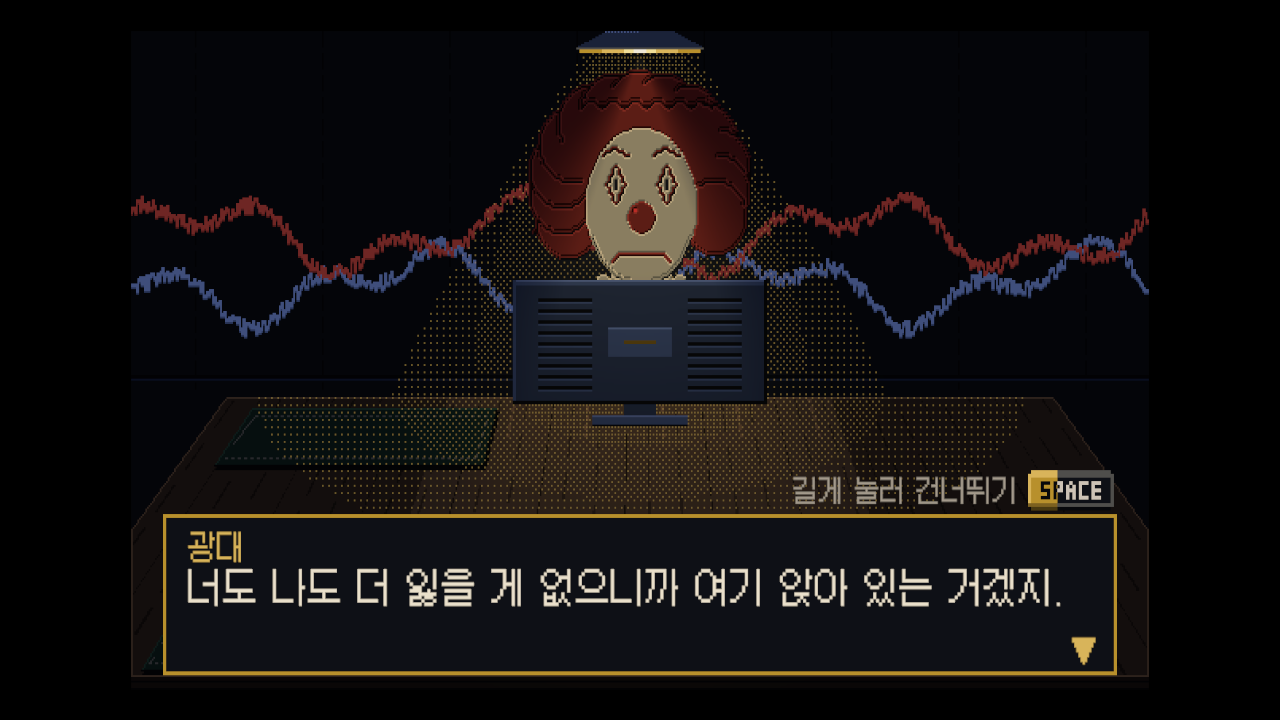 길게 눌러 건너뛰기 SPACE
광대
너도 나도 더 잃을 게 없으니까 여기 앉아 있는 거겠지.